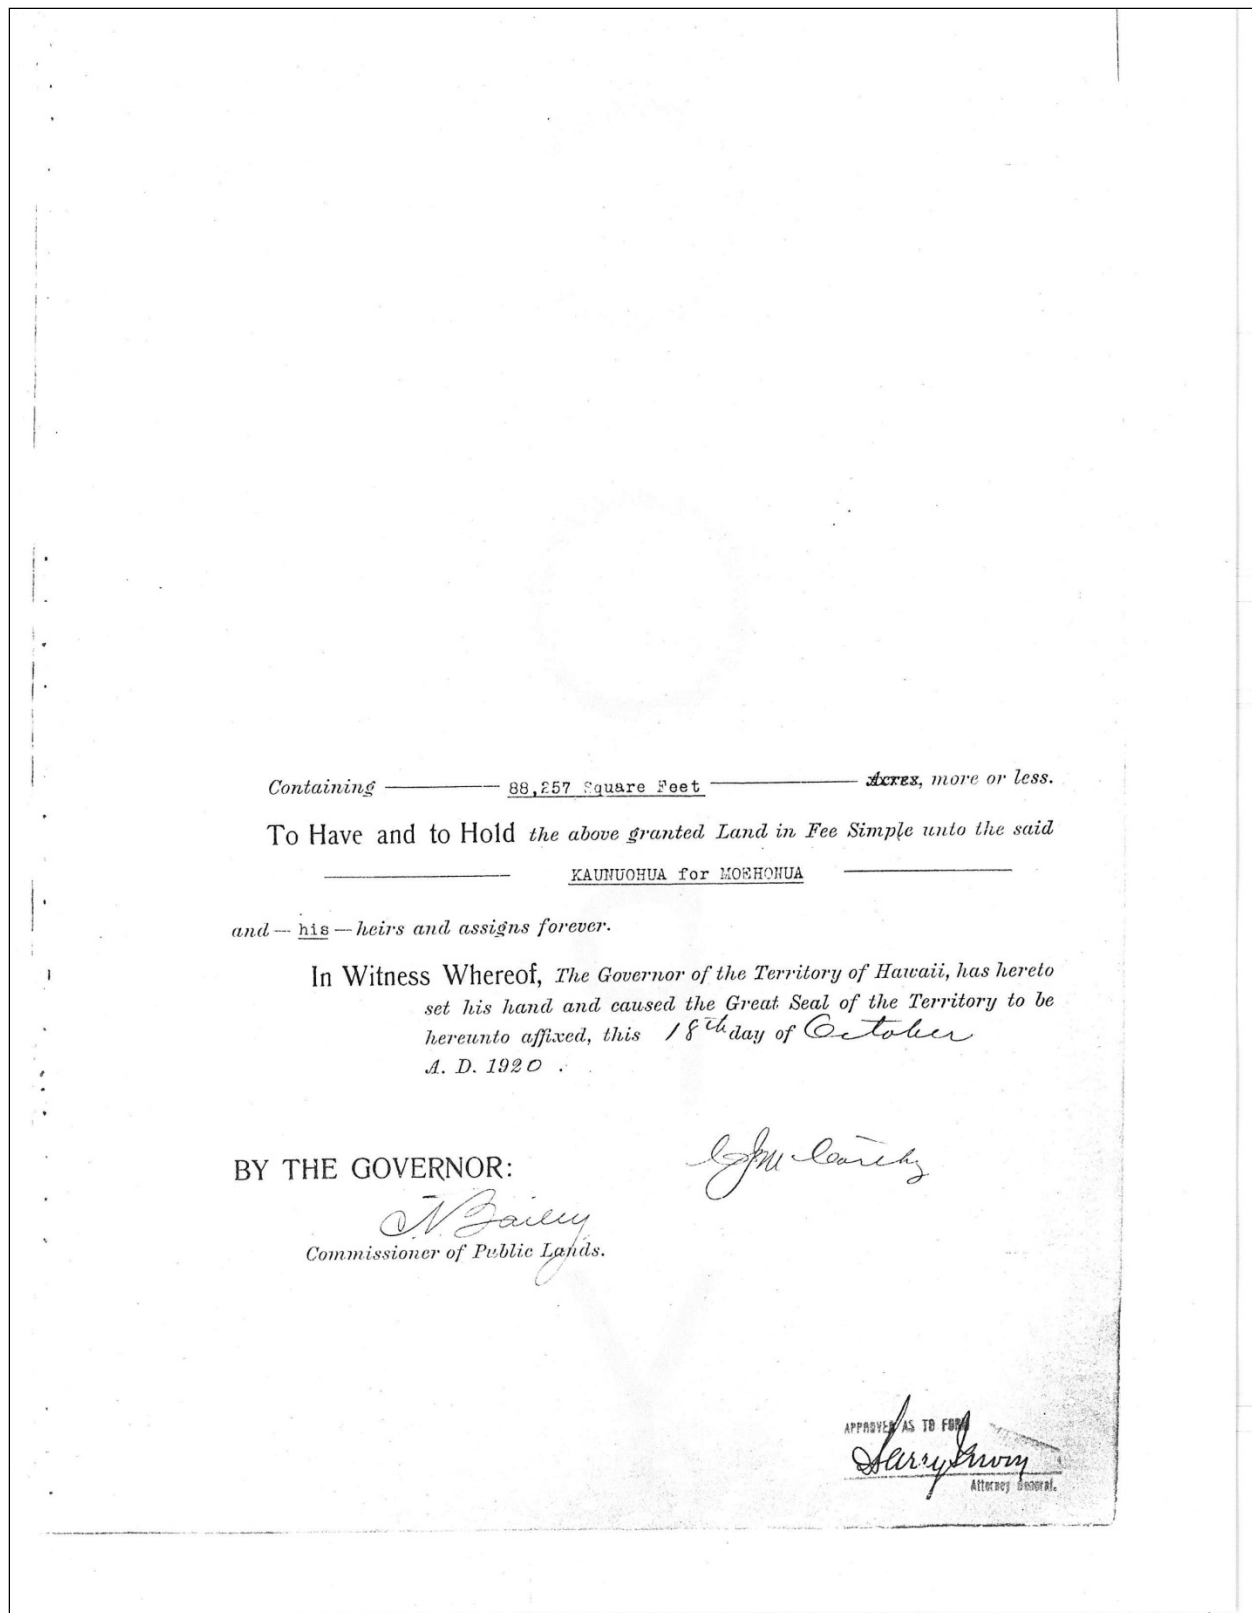 Containing ——— 88,257 Square Feet ——— Acres, more or less.
To Have and to Hold the above granted Land in Fee Simple unto the said
——— KAUNUOHUA for MOEHONUA ———
and — his — heirs and assigns forever.
In Witness Whereof, The Governor of the Territory of Hawaii, has hereto
set his hand and caused the Great Seal of the Territory to be
hereunto affixed, this 18th day of October
A. D. 1920 .
C J McCarthy
BY THE GOVERNOR:
Bailey
Commissioner of Public Lands.
APPROVED AS TO FORM
Harry Irwin
Attorney General.